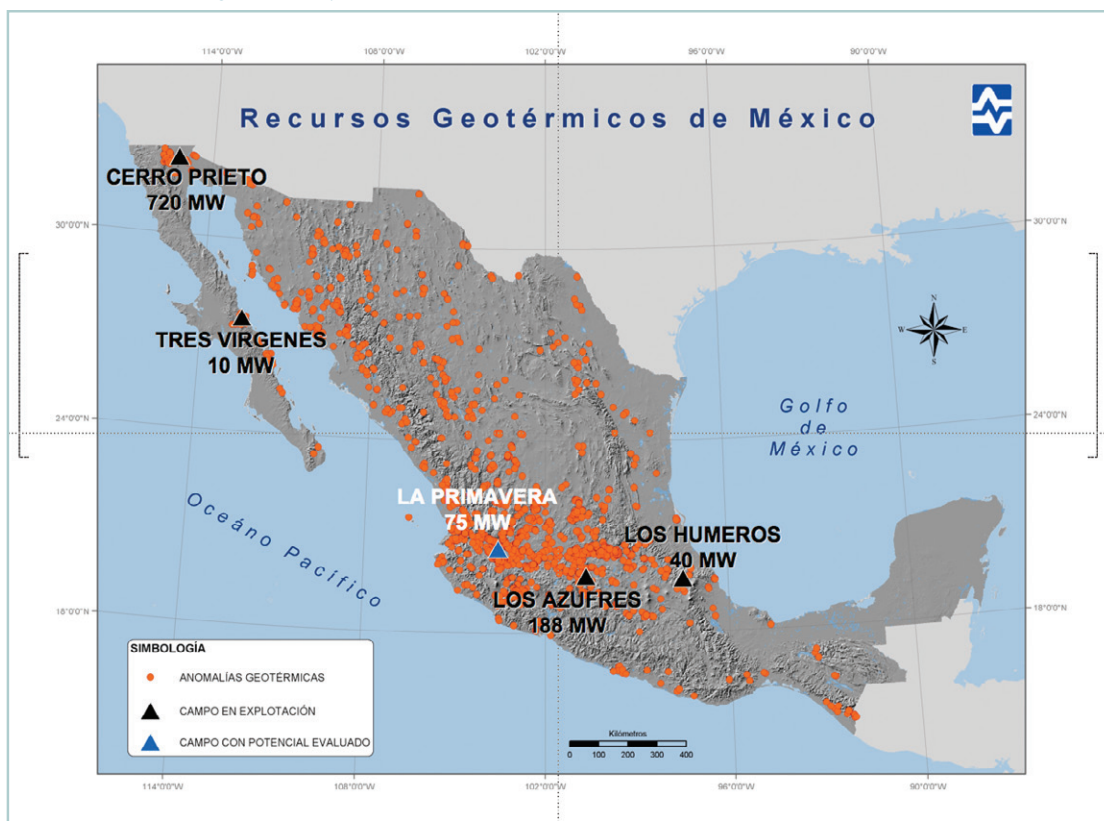 114°0'0"W
108°0'0"W
102°0'0"W
96°0'0"W
90°0'0"W
Recursos Geotérmicos de México
CERRO PRIETO
720 MW
30°0'0"N
30°0'0"N
N
W
E
S
TRES VÍRGENES
10 MW
24°0'0"N
24°0'0"N
Golfo
de
México
LA PRIMAVERA
75 MW
Oceáno Pacífico
LOS HUMEROS
40 MW
LOS AZUFRES
188 MW
18°0'0"N
18°0'0"N
SIMBOLOGÍA
ANOMALÍAS GEOTÉRMICAS
CAMPO EN EXPLOTACIÓN
CAMPO CON POTENCIAL EVALUADO
Kilómetros
0 100 200 300 400
114°0'0"W
108°0'0"W
102°0'0"W
96°0'0"W
90°0'0"W